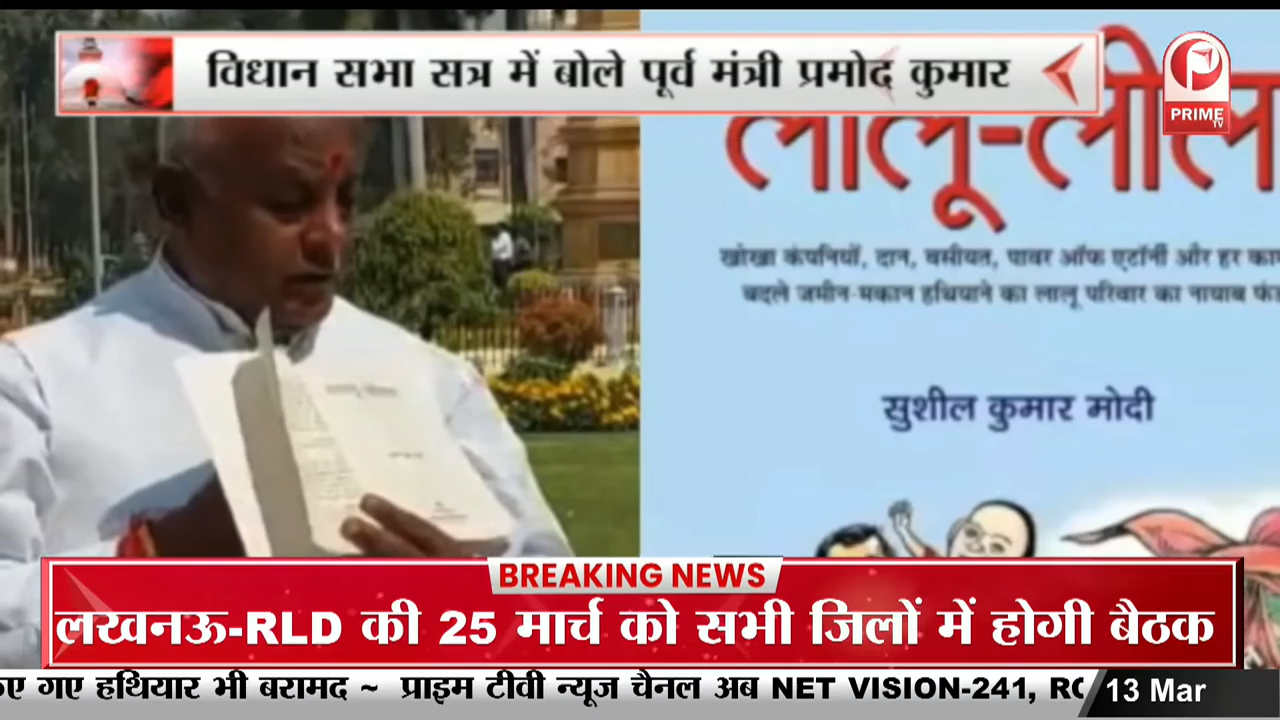 विधान सभा सत्र में बोले पूर्व मंत्री प्रमोद कुमार
PRIME
TV
लालू-लील
खोखा कंपनियों, दान, वसीयत, पावर ऑफ एटॉर्नी और हर का
बदले जमीन-मकान हथियाने का लालू परिवार का नायाब फं
सुशील कुमार मोदी
BREAKING NEWS
लखनऊ-RLD की 25 मार्च को सभी जिलों में होगी बैठक
गए हथियार भी बरामद ~ प्राइम टीवी न्यूज चैनल अब NET VISION-241,
13 Mar